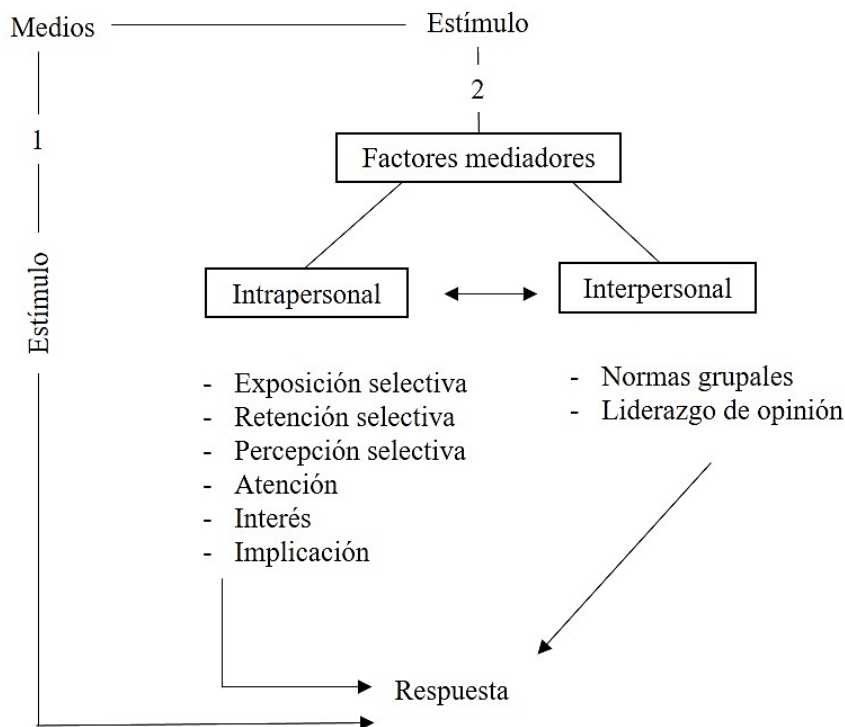 Medios
Estímulo
2
1
Factores mediadores
Estímulo
Intrapersonal
Interpersonal
- Exposición selectiva
- Retención selectiva
- Percepción selectiva
- Atención
- Interés
- Implicación
- Normas grupales
- Liderazgo de opinión
Respuesta